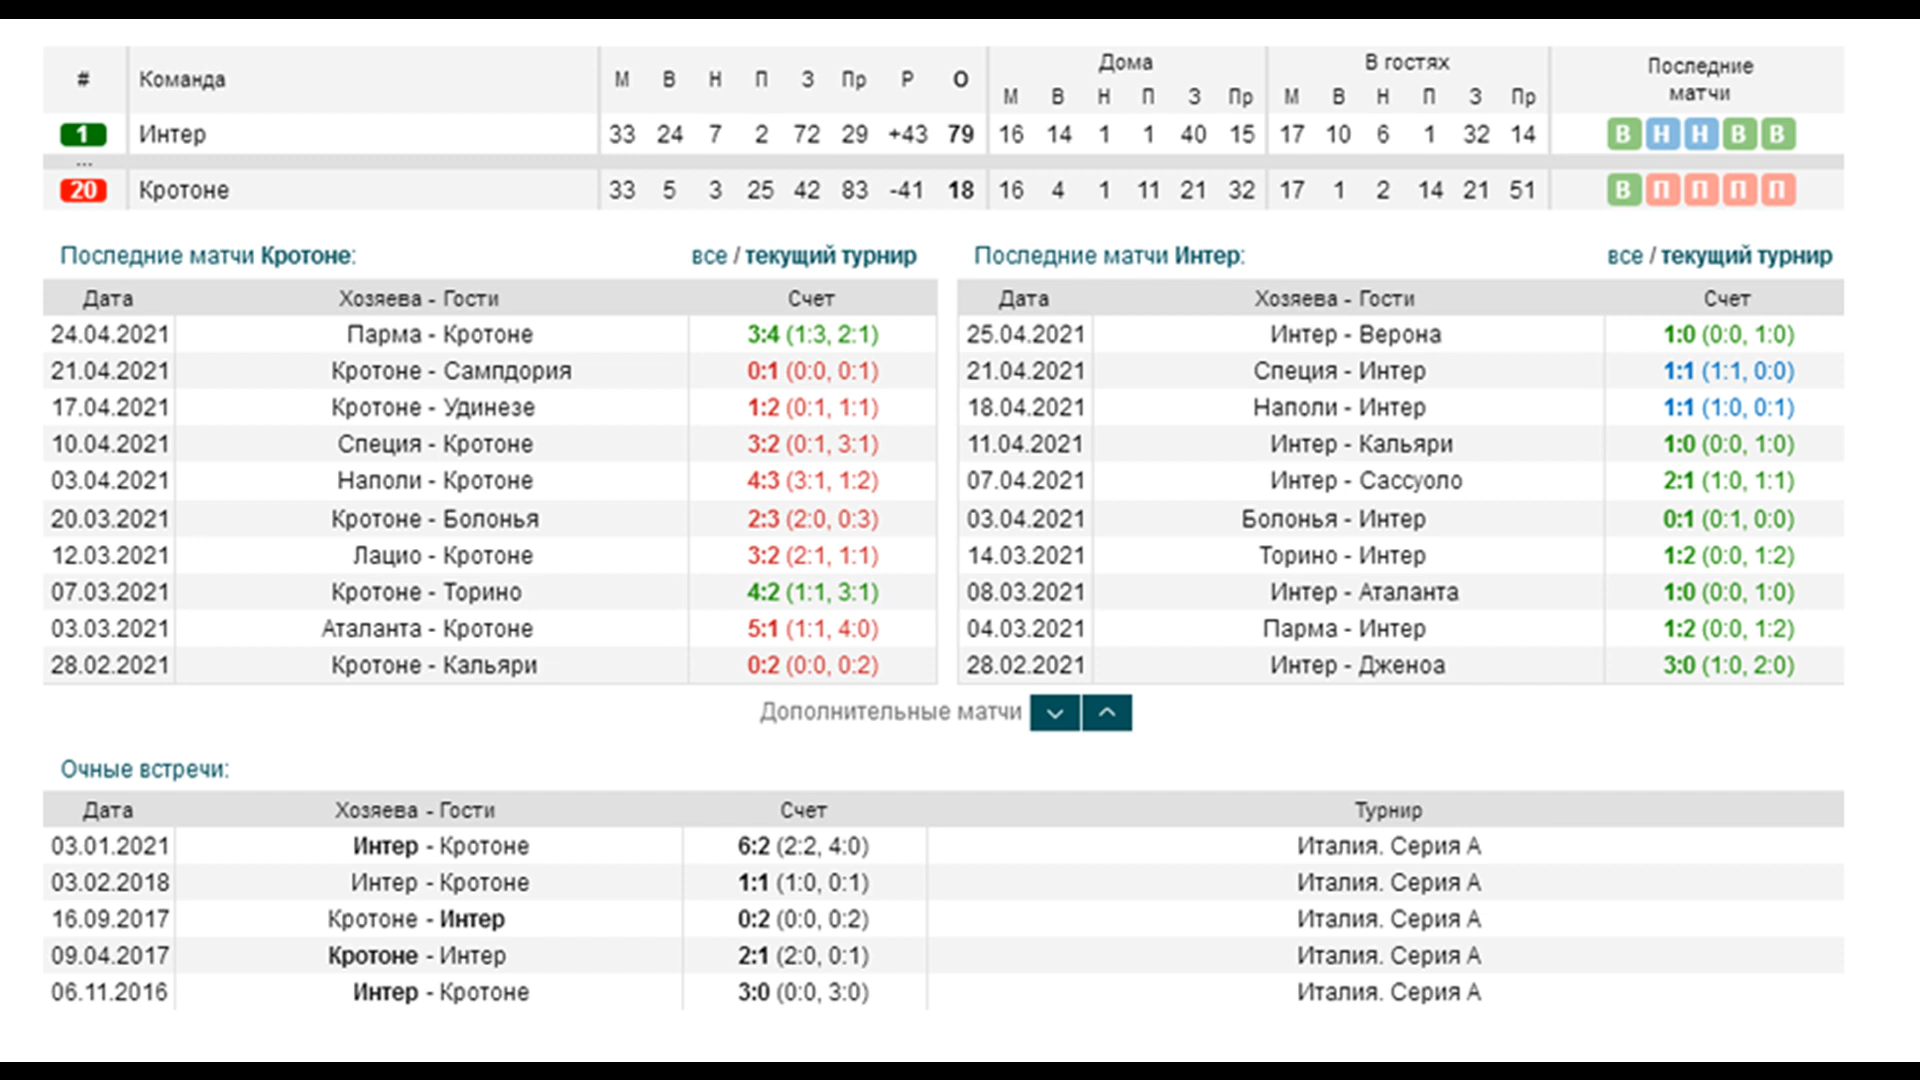 # Команда М В Н П З Пр Р О Дома М В Н П З Пр В гостях М В Н П З Пр Последние матчи
1 Интер 33 24 7 2 72 29 +43 79 16 14 1 1 40 15 17 10 6 1 32 14 В Н Н В В
...
20 Кротоне 33 5 3 25 42 83 -41 18 16 4 1 11 21 32 17 1 2 14 21 51 В П П П П
Последние матчи Кротоне: все / текущий турнир
Дата Хозяева - Гости Счет
24.04.2021 Парма - Кротоне 3:4 (1:3, 2:1)
21.04.2021 Кротоне - Сампдория 0:1 (0:0, 0:1)
17.04.2021 Кротоне - Удинезе 1:2 (0:1, 1:1)
10.04.2021 Специя - Кротоне 3:2 (0:1, 3:1)
03.04.2021 Наполи - Кротоне 4:3 (3:1, 1:2)
20.03.2021 Кротоне - Болонья 2:3 (2:0, 0:3)
12.03.2021 Лацио - Кротоне 3:2 (2:1, 1:1)
07.03.2021 Кротоне - Торино 4:2 (1:1, 3:1)
03.03.2021 Аталанта - Кротоне 5:1 (1:1, 4:0)
28.02.2021 Кротоне - Кальяри 0:2 (0:0, 0:2)
Последние матчи Интер: все / текущий турнир
Дата Хозяева - Гости Счет
25.04.2021 Интер - Верона 1:0 (0:0, 1:0)
21.04.2021 Специя - Интер 1:1 (1:1, 0:0)
18.04.2021 Наполи - Интер 1:1 (1:0, 0:1)
11.04.2021 Интер - Кальяри 1:0 (0:0, 1:0)
07.04.2021 Интер - Сассуоло 2:1 (1:0, 1:1)
03.04.2021 Болонья - Интер 0:1 (0:1, 0:0)
14.03.2021 Торино - Интер 1:2 (0:0, 1:2)
08.03.2021 Интер - Аталанта 1:0 (0:0, 1:0)
04.03.2021 Парма - Интер 1:2 (0:0, 1:2)
28.02.2021 Интер - Дженоа 3:0 (1:0, 2:0)
Дополнительные матчи
Очные встречи:
Дата Хозяева - Гости Счет Турнир
03.01.2021 Интер - Кротоне 6:2 (2:2, 4:0) Италия. Серия А
03.02.2018 Интер - Кротоне 1:1 (1:0, 0:1) Италия. Серия А
16.09.2017 Кротоне - Интер 0:2 (0:0, 0:2) Италия. Серия А
09.04.2017 Кротоне - Интер 2:1 (2:0, 0:1) Италия. Серия А
06.11.2016 Интер - Кротоне 3:0 (0:0, 3:0) Италия. Серия А